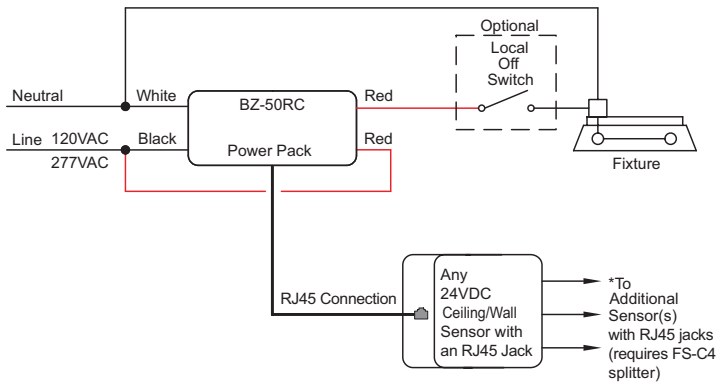 Optional
Local
Off
Switch
Neutral
White
BZ-50RC
Red
Line 120VAC
277VAC
Black
Power Pack
Red
Fixture
RJ45 Connection
Any
24VDC
Ceiling/Wall
Sensor with
an RJ45 Jack
*To
Additional
Sensor(s)
with RJ45 jacks
(requires FS-C4
splitter)